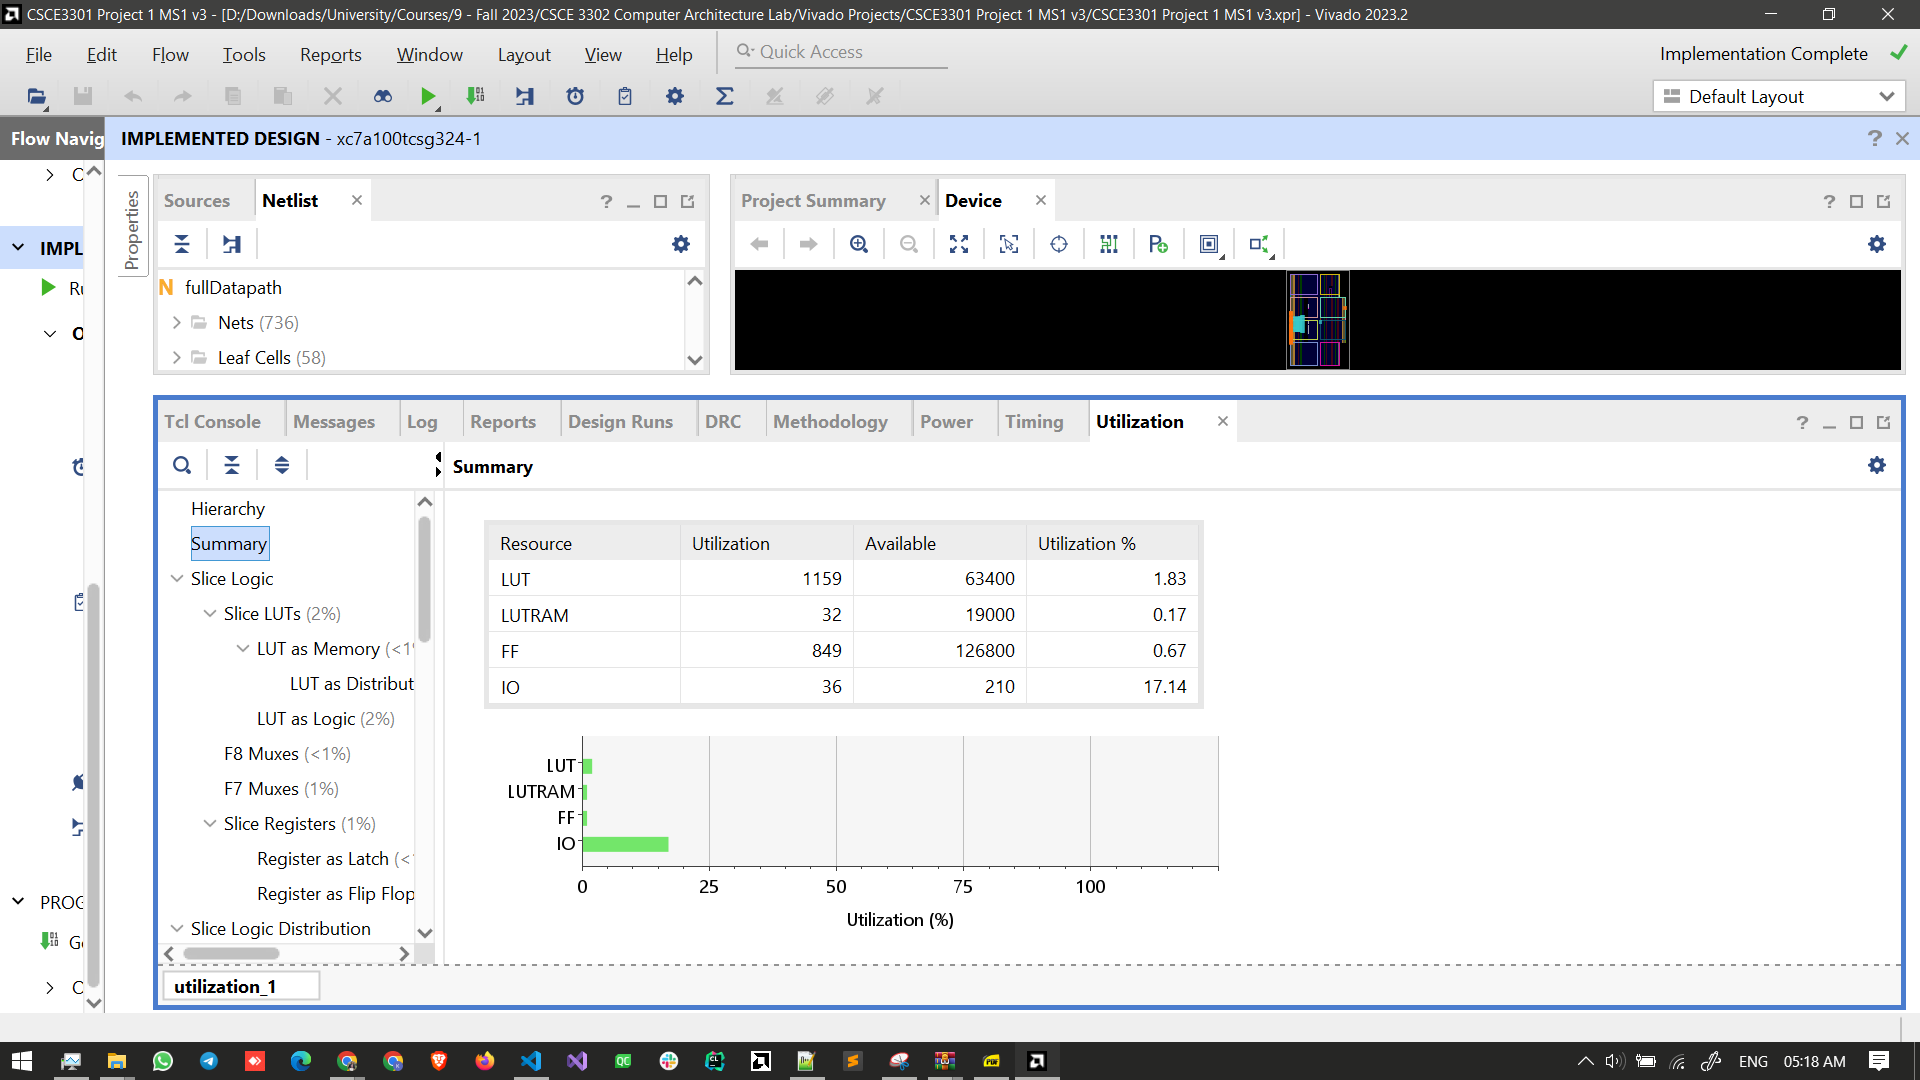 CSCE3301 Project 1 MS1 v3 - [D:/Downloads/University/Courses/9 - Fall 2023/CSCE 3302 Computer Architecture Lab/Vivado Projects/CSCE3301 Project 1 MS1 v3/CSCE3301 Project 1 MS1 v3.xpr] - Vivado 2023.2
File Edit Flow Tools Reports Window Layout View Help Quick Access Implementation Complete
Default Layout
Flow Navig IMPLEMENTED DESIGN - xc7a100tcsg324-1 ?
Properties
Sources Netlist ? Project Summary Device ?
IMPL
N fullDatapath
Nets (736)
Leaf Cells (58)
Tcl Console Messages Log Reports Design Runs DRC Methodology Power Timing Utilization ?
Summary
Hierarchy
Summary
Slice Logic
Slice LUTs (2%)
LUT as Memory (<1
LUT as Distribut
LUT as Logic (2%)
F8 Muxes (<1%)
F7 Muxes (1%)
Slice Registers (1%)
Register as Latch (<
Register as Flip Flop
Slice Logic Distribution
PROG
Resource Utilization Available Utilization %
LUT 1159 63400 1.83
LUTRAM 32 19000 0.17
FF 849 126800 0.67
IO 36 210 17.14
LUT
LUTRAM
FF
IO
0 25 50 75 100
Utilization (%)
utilization_1
ENG 05:18 AM